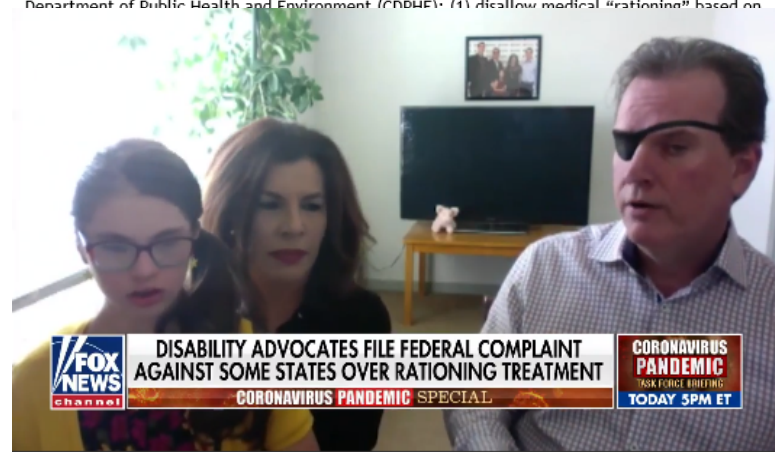 Department of Public Health and Environment (CDPHE): (1) disallow medical “rationing” based on
FOX
NEWS
channel
DISABILITY ADVOCATES FILE FEDERAL COMPLAINT
AGAINST SOME STATES OVER RATIONING TREATMENT
CORONAVIRUS PANDEMIC SPECIAL
CORONAVIRUS
PANDEMIC
TASK FORCE BRIEFING
TODAY 5PM ET